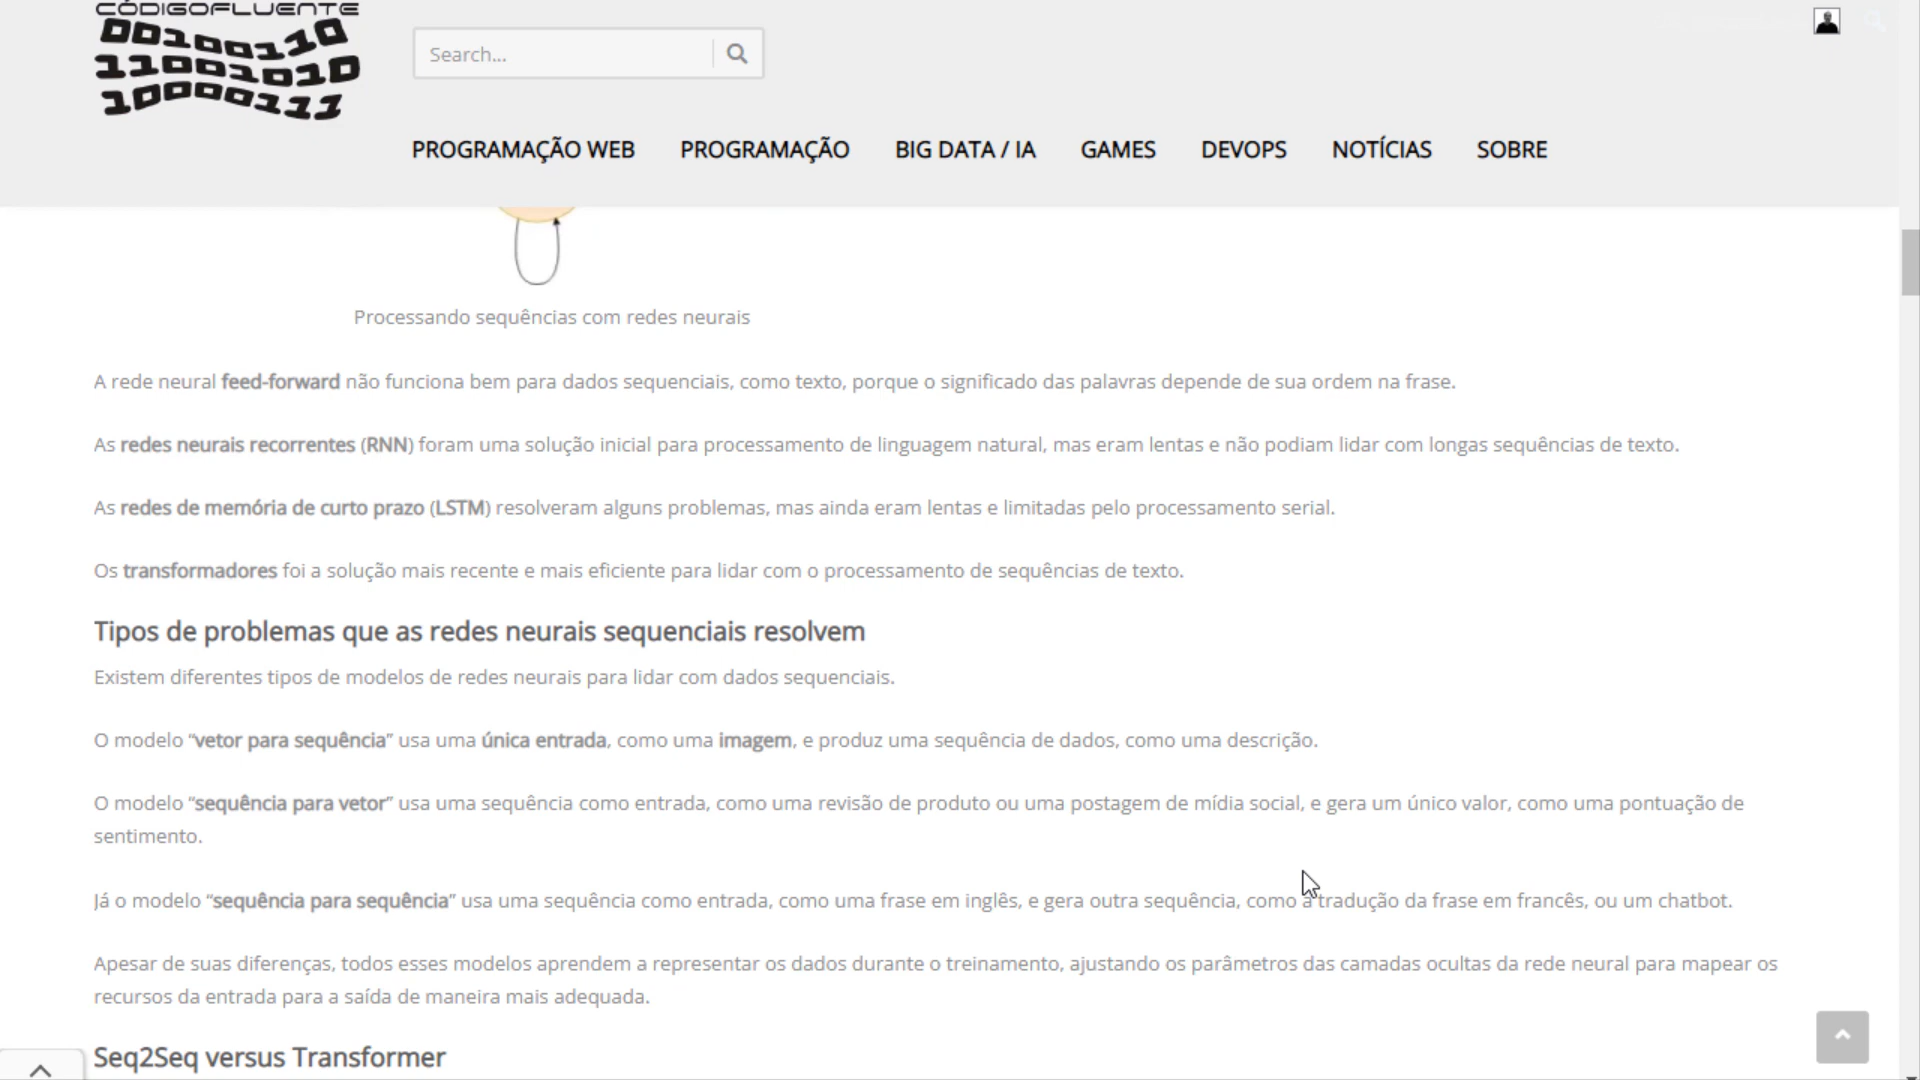 CÓDIGOFLUENTE
00100110
11001010
10000111
Search...
PROGRAMAÇÃO WEB PROGRAMAÇÃO BIG DATA / IA GAMES DEVOPS NOTÍCIAS SOBRE
Processando sequências com redes neurais
A rede neural feed-forward não funciona bem para dados sequenciais, como texto, porque o significado das palavras depende de sua ordem na frase.
As redes neurais recorrentes (RNN) foram uma solução inicial para processamento de linguagem natural, mas eram lentas e não podiam lidar com longas sequências de texto.
As redes de memória de curto prazo (LSTM) resolveram alguns problemas, mas ainda eram lentas e limitadas pelo processamento serial.
Os transformadores foi a solução mais recente e mais eficiente para lidar com o processamento de sequências de texto.
Tipos de problemas que as redes neurais sequenciais resolvem
Existem diferentes tipos de modelos de redes neurais para lidar com dados sequenciais.
O modelo “vetor para sequência” usa uma única entrada, como uma imagem, e produz uma sequência de dados, como uma descrição.
O modelo “sequência para vetor” usa uma sequência como entrada, como uma revisão de produto ou uma postagem de mídia social, e gera um único valor, como uma pontuação de
sentimento.
Já o modelo “sequência para sequência” usa uma sequência como entrada, como uma frase em inglês, e gera outra sequência, como a tradução da frase em francês, ou um chatbot.
Apesar de suas diferenças, todos esses modelos aprendem a representar os dados durante o treinamento, ajustando os parâmetros das camadas ocultas da rede neural para mapear os
recursos da entrada para a saída de maneira mais adequada.
Seq2Seq versus Transformer